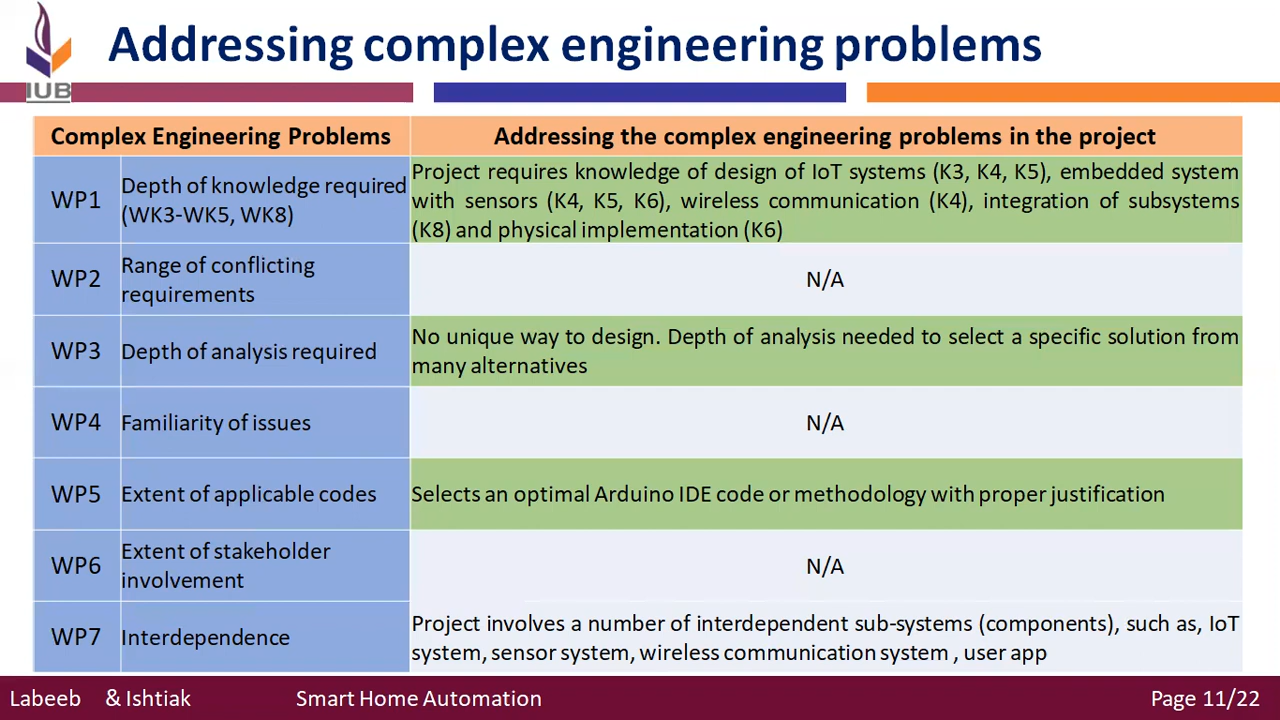 Addressing complex engineering problems
IUB
Complex Engineering Problems
Addressing the complex engineering problems in the project
WP1
Depth of knowledge required
(WK3-WK5, WK8)
Project requires knowledge of design of IoT systems (K3, K4, K5), embedded system
with sensors (K4, K5, K6), wireless communication (K4), integration of subsystems
(K8) and physical implementation (K6)
WP2
Range of conflicting
requirements
N/A
WP3
Depth of analysis required
No unique way to design. Depth of analysis needed to select a specific solution from
many alternatives
WP4
Familiarity of issues
N/A
WP5
Extent of applicable codes
Selects an optimal Arduino IDE code or methodology with proper justification
WP6
Extent of stakeholder
involvement
N/A
WP7
Interdependence
Project involves a number of interdependent sub-systems (components), such as, IoT
system, sensor system, wireless communication system , user app
Labeeb & Ishtiak
Smart Home Automation
Page 11/22